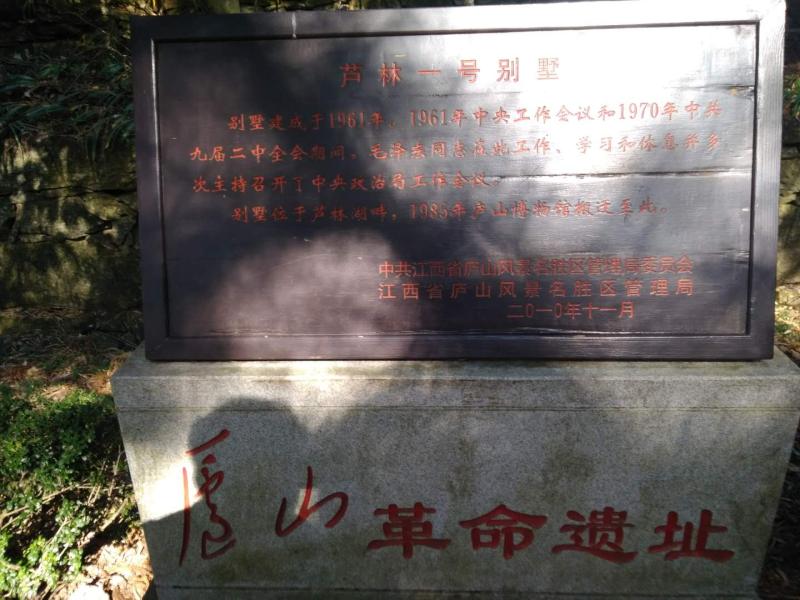 芦林一号别墅
别墅建成于1961年。1961年中央工作会议和1970年中共
九届二中全会期间，毛泽东同志在此工作、学习和休息并多
次主持召开了中央政治局工作会议。
别墅位于芦林湖畔，1985年庐山博物馆搬迁至此。
中共江西省庐山风景名胜区管理局委员会
江西省庐山风景名胜区管理局
二○一○年十一月
庐山革命遗址